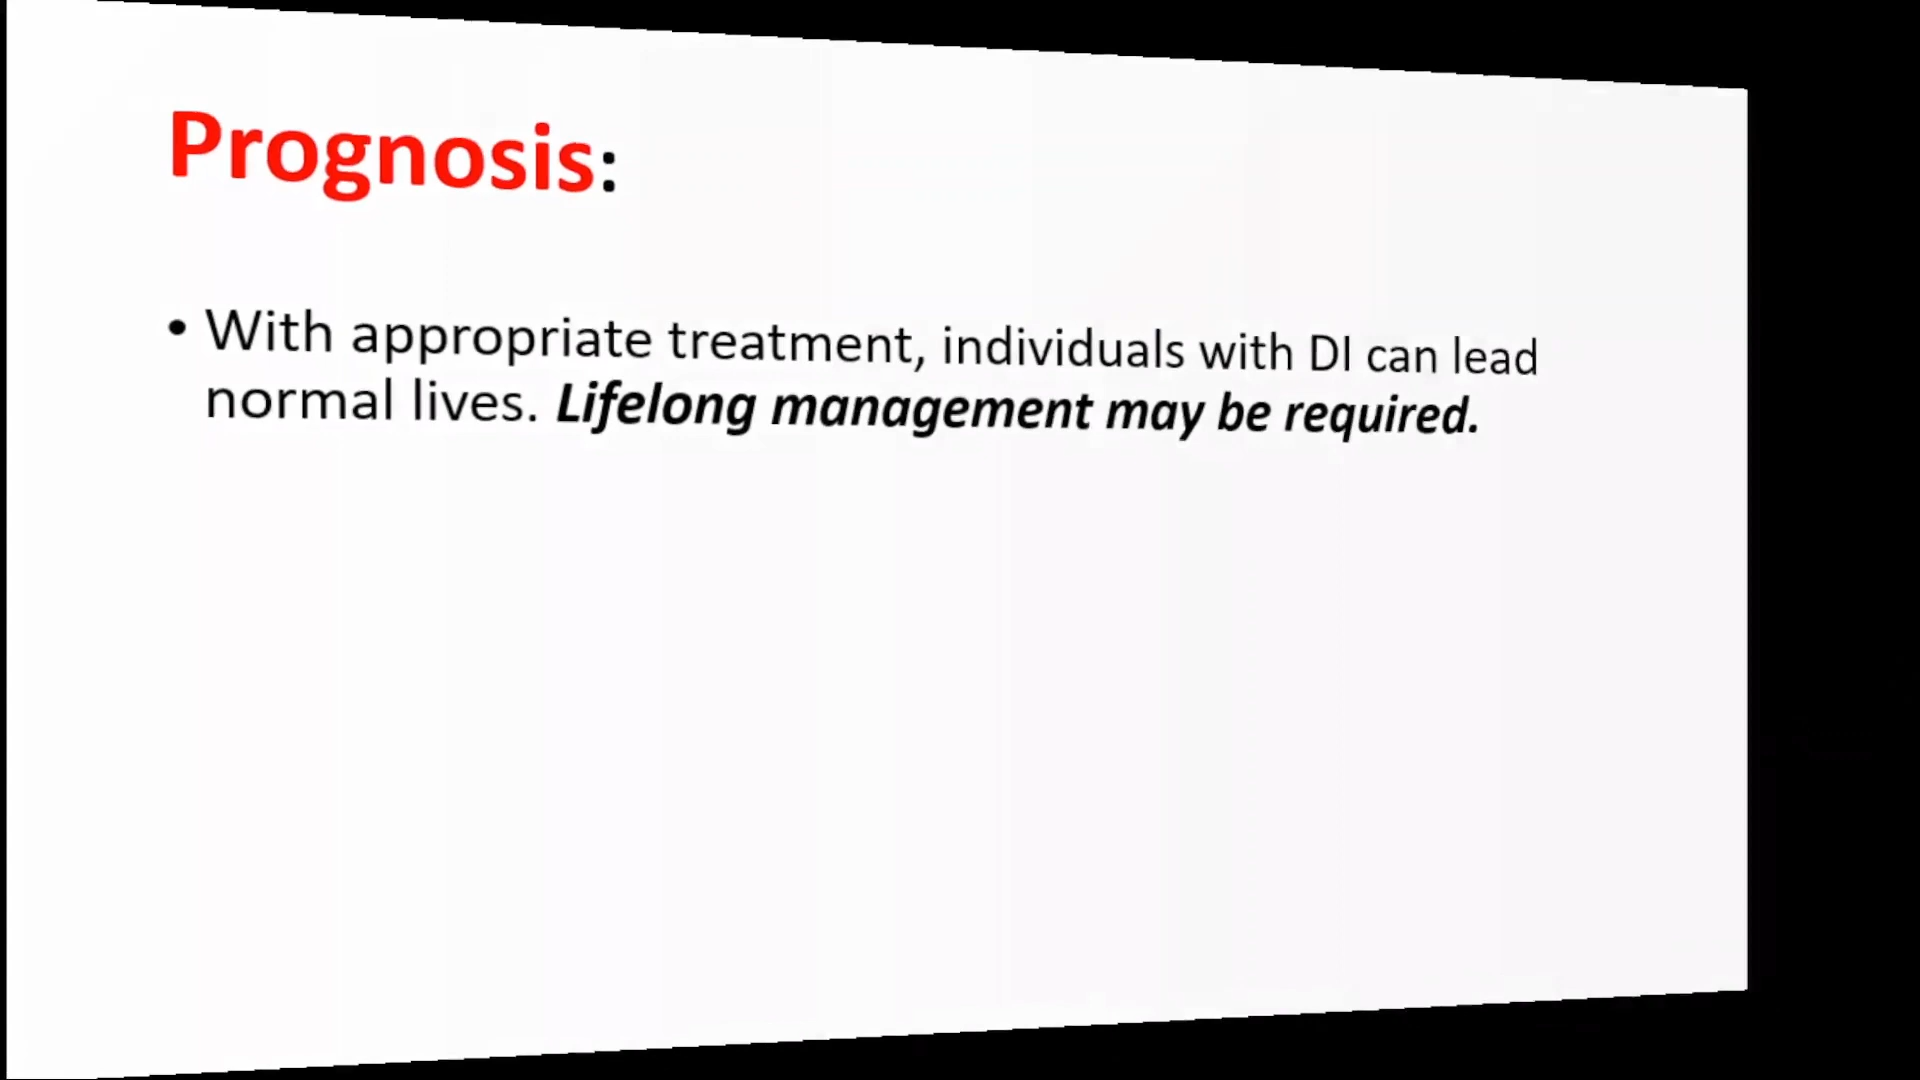 Prognosis:
• With appropriate treatment, individuals with DI can lead
normal lives. Lifelong management may be required.